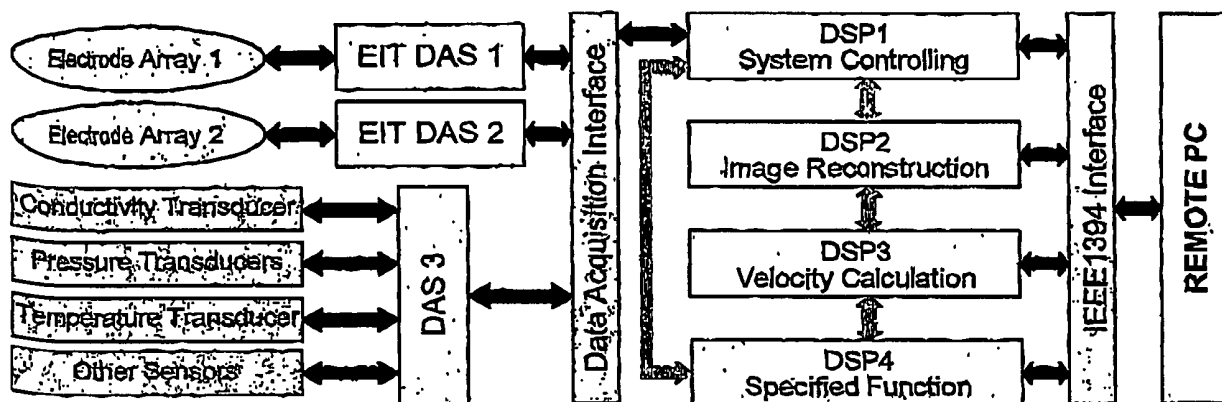 Electrode Array 1
EIT DAS 1
Electrode Array 2
EIT DAS 2
Conductivity Transducer
Pressure Transducers
Temperature Transducer
Other Sensors
DAS 3
Data Acquisition Interface
DSP1
System Controlling
DSP2
Image Reconstruction
DSP3
Velocity Calculation
DSP4
Specified Function
IEEE1394 Interface
REMOTE PC